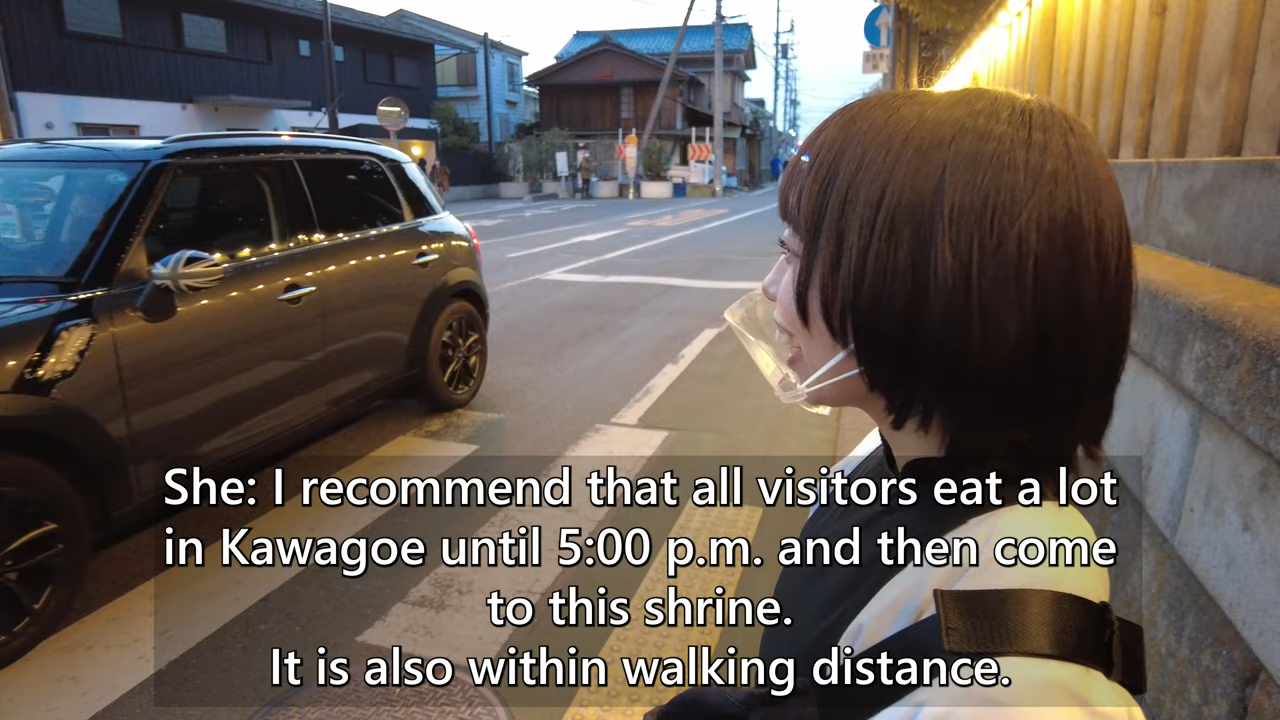 She: I recommend that all visitors eat a lot
in Kawagoe until 5:00 p.m. and then come
to this shrine.
It is also within walking distance.